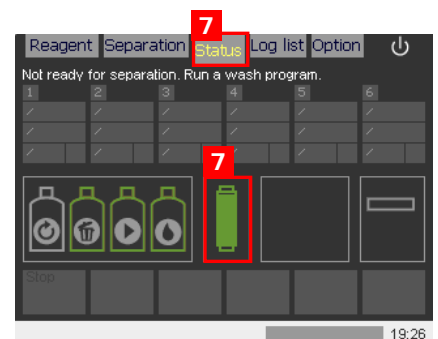 7
Reagent Separation Status Log list Option
Not ready for separation. Run a wash program.
1 2 3 4 5 6
/ / / / / /
/ / / / / /
/ / / / / /
7
Stop
19:26